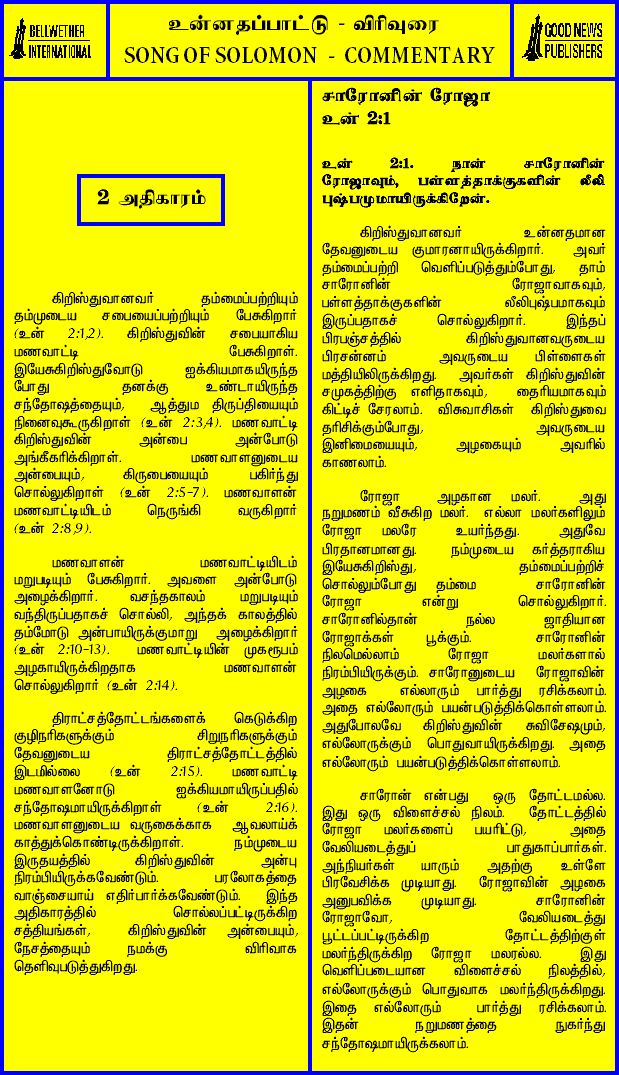 BELLWETHER
INTERNATIONAL
உன்னதப்பாட்டு - விரிவுரை
SONG OF SOLOMON - COMMENTARY
GOOD NEWS
PUBLISHERS
2 அதிகாரம்
கிறிஸ்துவானவர் தம்மைப்பற்றியும்
தம்முடைய சபையைப்பற்றியும் பேசுகிறார்
(உன் 2:1,2). கிறிஸ்துவின் சபையாகிய
மணவாட்டி பேசுகிறாள்.
இயேசுகிறிஸ்துவோடு ஐக்கியமாகயிருந்த
போது தனக்கு உண்டாயிருந்த
சந்தோஷத்தையும், ஆத்தும திருப்தியையும்
நினைவுகூருகிறாள் (உன் 2:3,4). மணவாட்டி
கிறிஸ்துவின் அன்பை அன்போடு
அங்கீகரிக்கிறாள். மணவாளனுடைய
அன்பையும், கிருபையையும் பகிர்ந்து
சொல்லுகிறாள் (உன் 2:5-7). மணவாளன்
மணவாட்டியிடம் நெருங்கி வருகிறார்
(உன் 2:8,9).
மணவாளன் மணவாட்டியிடம்
மறுபடியும் பேசுகிறார். அவளை அன்போடு
அழைக்கிறார். வசந்தகாலம் மறுபடியும்
வந்திருப்பதாகச் சொல்லி, அந்தக் காலத்தில்
தம்மோடு அன்பாயிருக்குமாறு அழைக்கிறார்
(உன் 2:10-13). மணவாட்டியின் முகரூபம்
அழகாயிருக்கிறதாக மணவாளன்
சொல்லுகிறார் (உன் 2:14).
திராட்சத்தோட்டங்களைக் கெடுக்கிற
குழிநரிகளுக்கும் சிறுநரிகளுக்கும்
தேவனுடைய திராட்சத்தோட்டத்தில்
இடமில்லை (உன் 2:15). மணவாட்டி
மணவாளனோடு ஐக்கியமாயிருப்பதில்
சந்தோஷமாயிருக்கிறாள் (உன் 2:16).
மணவாளனுடைய வருகைக்காக ஆவலாய்க்
காத்துக்கொண்டிருக்கிறாள். நம்முடைய
இருதயத்தில் கிறிஸ்துவின் அன்பு
நிரம்பியிருக்கவேண்டும். பரலோகத்தை
வாஞ்சையாய் எதிர்பார்க்கவேண்டும். இந்த
அதிகாரத்தில் சொல்லப்பட்டிருக்கிற
சத்தியங்கள், கிறிஸ்துவின் அன்பையும்,
நேசத்தையும் நமக்கு விரிவாக
தெளிவுபடுத்துகிறது.
சாரோனின் ரோஜா
உன் 2:1
உன் 2:1. நான் சாரோனின்
ரோஜாவும், பள்ளத்தாக்குகளின் லீலி
புஷ்பமுமாயிருக்கிறேன்.
கிறிஸ்துவானவர் உன்னதமான
தேவனுடைய குமாரனாயிருக்கிறார். அவர்
தம்மைப்பற்றி வெளிப்படுத்தும்போது, தாம்
சாரோனின் ரோஜாவாகவும்,
பள்ளத்தாக்குகளின் லீலிபுஷ்பமாகவும்
இருப்பதாகச் சொல்லுகிறார். இந்தப்
பிரபஞ்சத்தில் கிறிஸ்துவானவருடைய
பிரசன்னம் அவருடைய பிள்ளைகள்
மத்தியிலிருக்கிறது. அவர்கள் கிறிஸ்துவின்
சமுகத்திற்கு எளிதாகவும், தைரியமாகவும்
கிட்டிச் சேரலாம். விசுவாசிகள் கிறிஸ்துவை
தரிசிக்கும்போது, அவருடைய
இனிமையையும், அழகையும் அவரில்
காணலாம்.
ரோஜா அழகான மலர். அது
நறுமணம் வீசுகிற மலர். எல்லா மலர்களிலும்
ரோஜா மலரே உயர்ந்தது. அதுவே
பிரதானமானது. நம்முடைய கர்த்தராகிய
இயேசுகிறிஸ்து, தம்மைப்பற்றிச்
சொல்லும்போது தம்மை சாரோனின்
ரோஜா என்று சொல்லுகிறார்.
சாரோனில்தான் நல்ல ஜாதியான
ரோஜாக்கள் பூக்கும். சாரோனின்
நிலமெல்லாம் ரோஜா மலர்களால்
நிரம்பியிருக்கும். சாரோனுடைய ரோஜாவின்
அழகை எல்லாரும் பார்த்து ரசிக்கலாம்.
அதை எல்லோரும் பயன்படுத்திக்கொள்ளலாம்.
அதுபோலவே கிறிஸ்துவின் சுவிசேஷமும்,
எல்லோருக்கும் பொதுவாயிருக்கிறது. அதை
எல்லோரும் பயன்படுத்திக்கொள்ளலாம்.
சாரோன் என்பது ஒரு தோட்டமல்ல.
இது ஒரு விளைச்சல் நிலம். தோட்டத்தில்
ரோஜா மலர்களைப் பயரிட்டு, அதை
வேலியடைத்துப் பாதுகாப்பார்கள்.
அந்நியர்கள் யாரும் அதற்கு உள்ளே
பிரவேசிக்க முடியாது. ரோஜாவின் அழகை
அனுபவிக்க முடியாது. சாரோனின்
ரோஜாவோ, வேலியடைத்து
பூட்டப்பட்டிருக்கிற தோட்டத்திற்குள்
மலர்ந்திருக்கிற ரோஜா மலரல்ல. இது
வெளிப்படையான விளைச்சல் நிலத்தில்,
எல்லோருக்கும் பொதுவாக மலர்ந்திருக்கிறது.
இதை எல்லோரும் பார்த்து ரசிக்கலாம்.
இதன் நறுமணத்தை நுகர்ந்து
சந்தோஷமாயிருக்கலாம்.